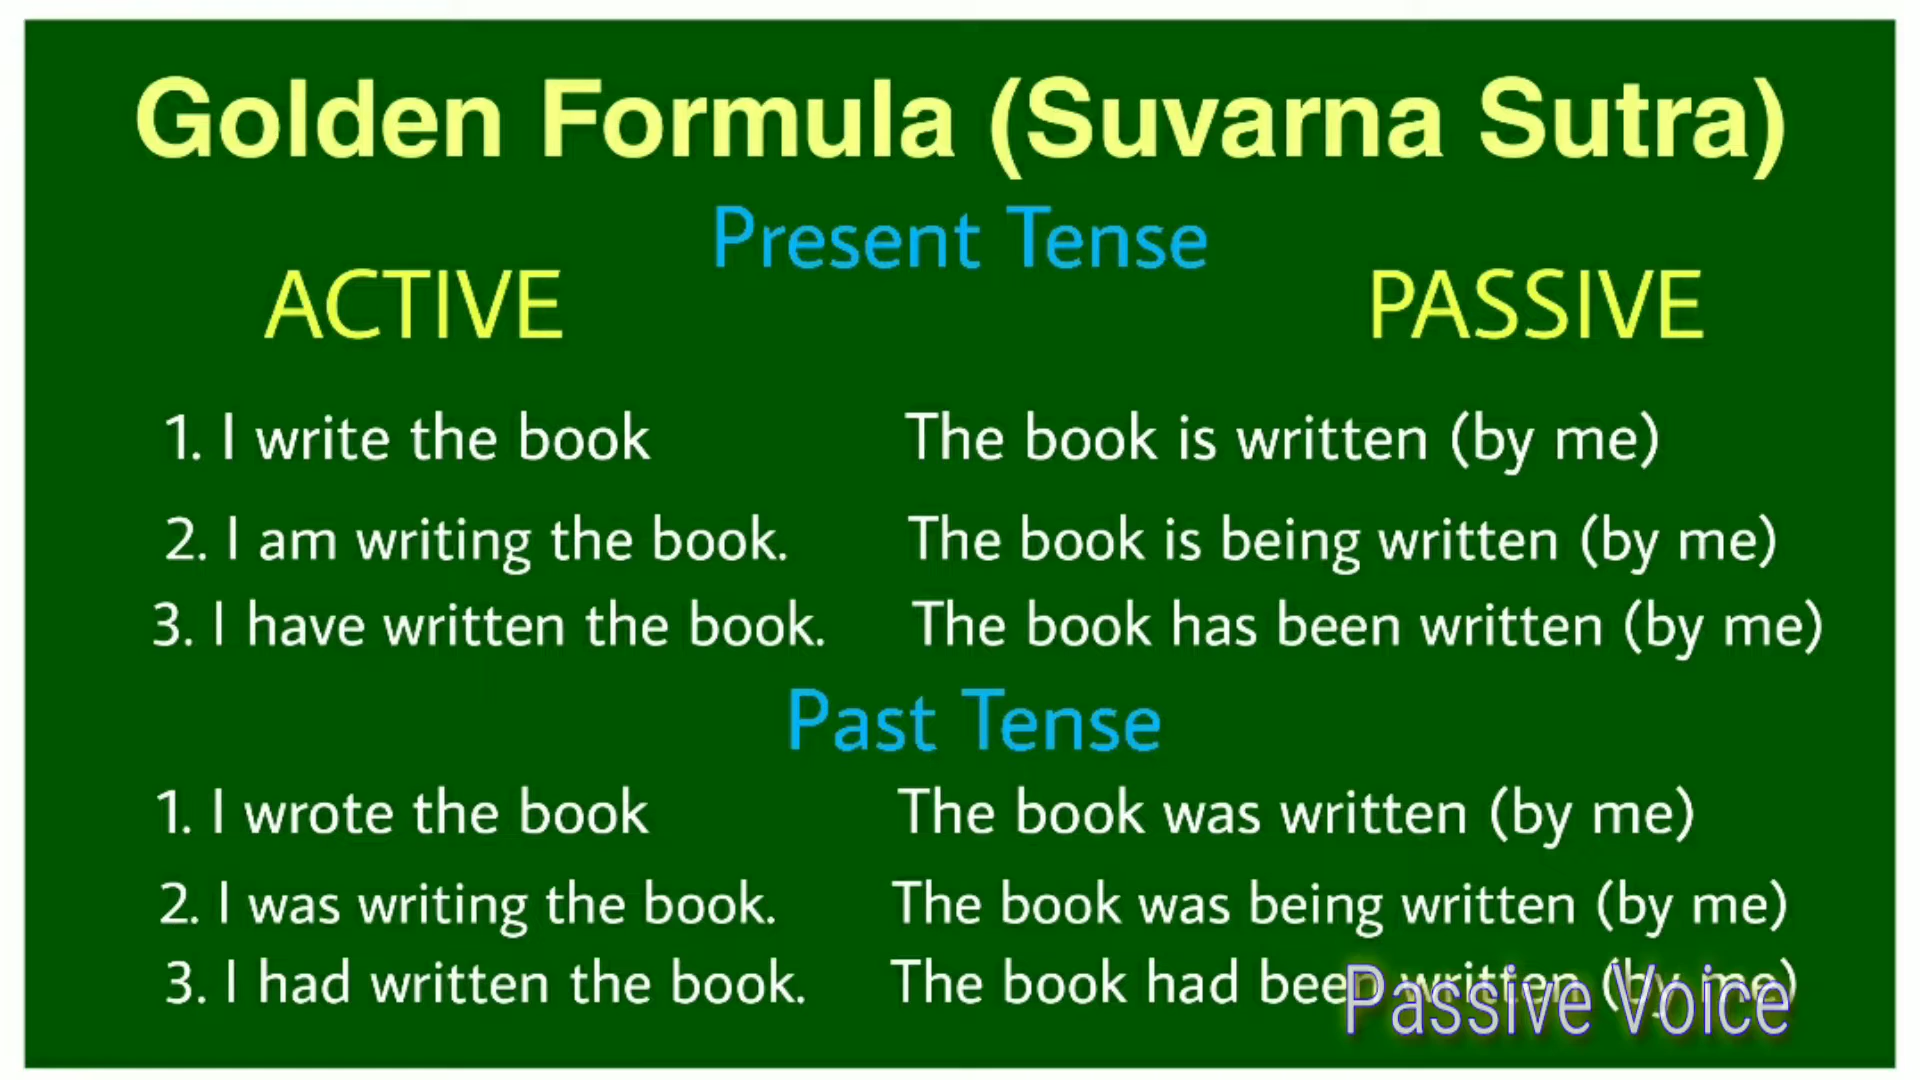 Golden Formula (Suvarna Sutra)
Present Tense
ACTIVE PASSIVE
1. I write the book The book is written (by me)
2. I am writing the book. The book is being written (by me)
3. I have written the book. The book has been written (by me)
Past Tense
1. I wrote the book The book was written (by me)
2. I was writing the book. The book was being written (by me)
3. I had written the book. The book had been written (by me)
Passive Voice